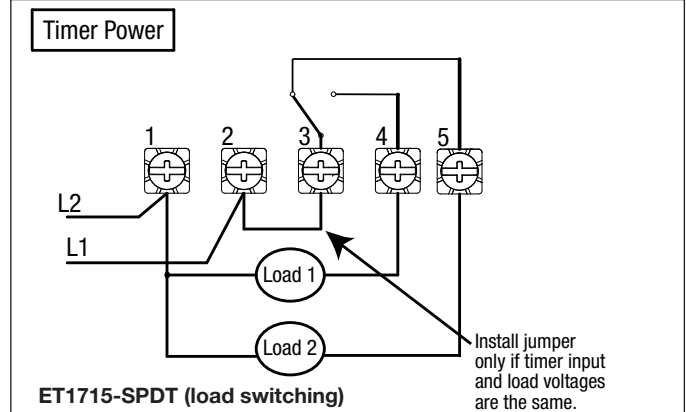 Timer Power
1 2 3 4 5
L2
L1
Load 1
Load 2
Install jumper
only if timer input
and load voltages
are the same.
ET1715-SPDT (load switching)